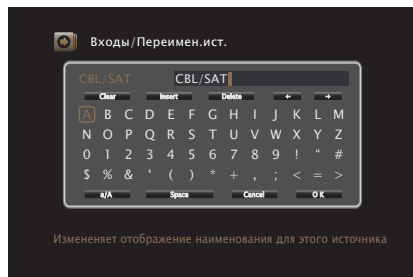 Входы/Переимен.ист.
CBL/SAT CBL/SAT
Clear Insert Delete ← →
A B C D E F G H I J K L M
N O P Q R S T U V W X Y Z
0 1 2 3 4 5 6 7 8 9 ! “ #
$ % & ‘ ( ) * + , ; < = >
a/A Space Cancel OK
Измененяет отображение наименования для этого источника